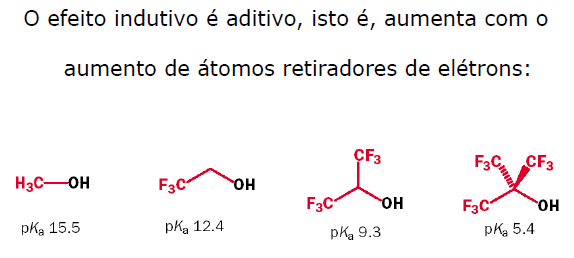 O efeito indutivo é aditivo, isto é, aumenta com o
aumento de átomos retiradores de elétrons:
H₃C OH
pKₐ 15.5
F₃C OH
pKₐ 12.4
CF₃
F₃C OH
pKₐ 9.3
F₃C CF₃
F₃C OH
pKₐ 5.4